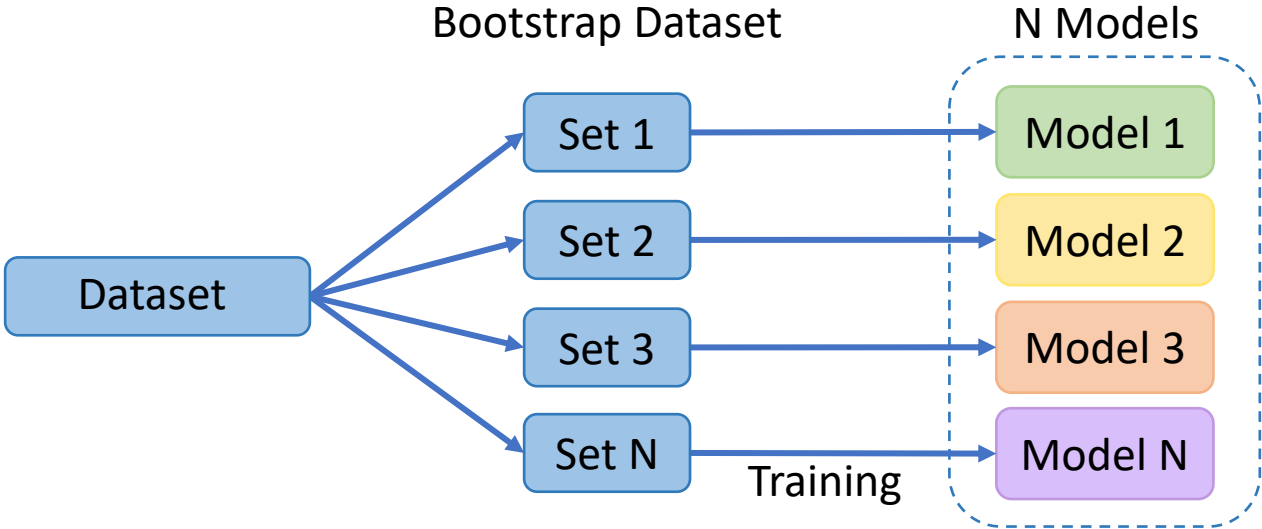 Bootstrap Dataset
N Models
Dataset
Set 1
Set 2
Set 3
Set N
Training
Model 1
Model 2
Model 3
Model N